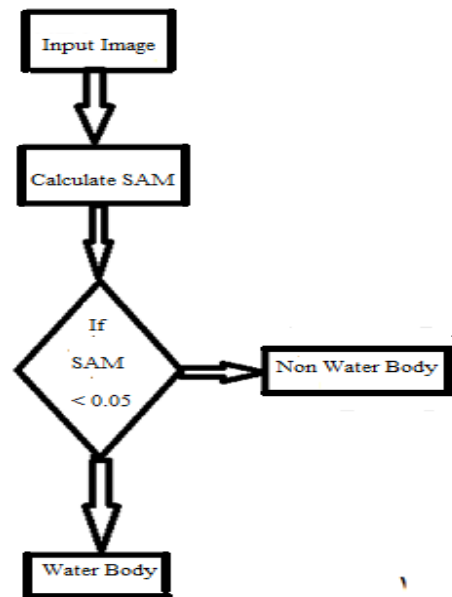 Input Image
Calculate SAM
If
SAM
< 0.05
Non Water Body
Water Body